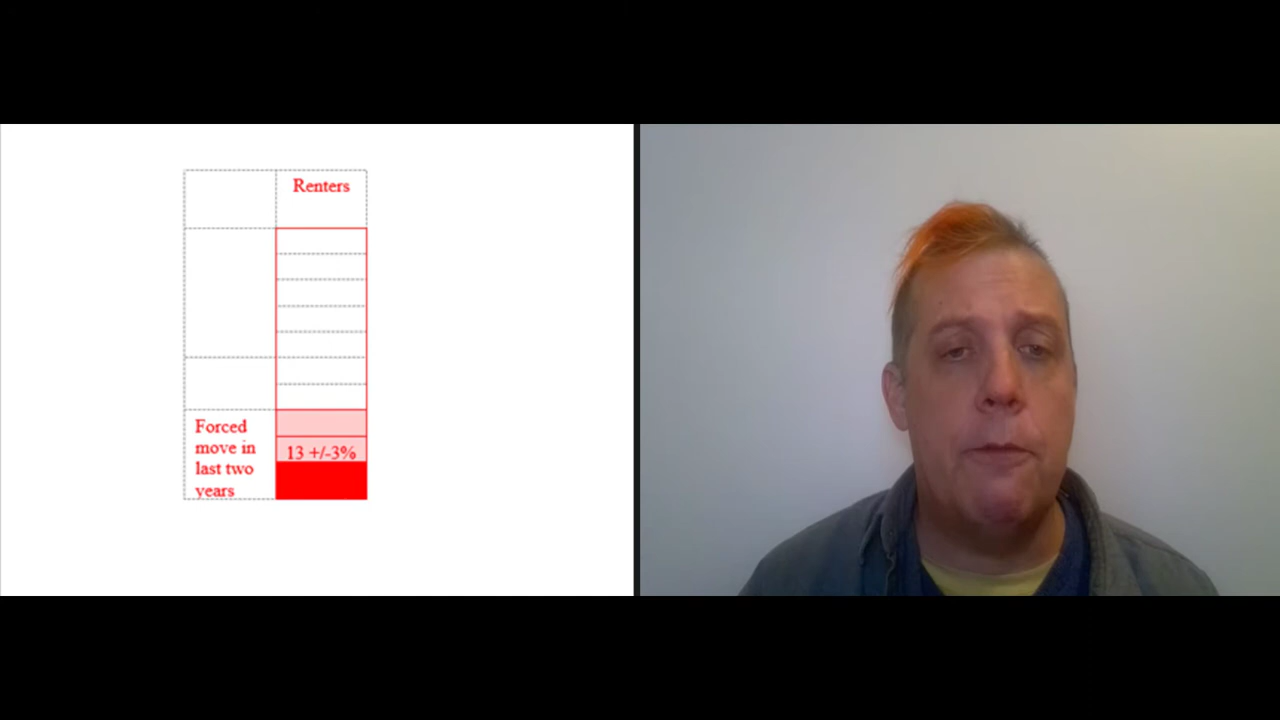 Renters
Forced
move in
13 +/-3%
last two
years